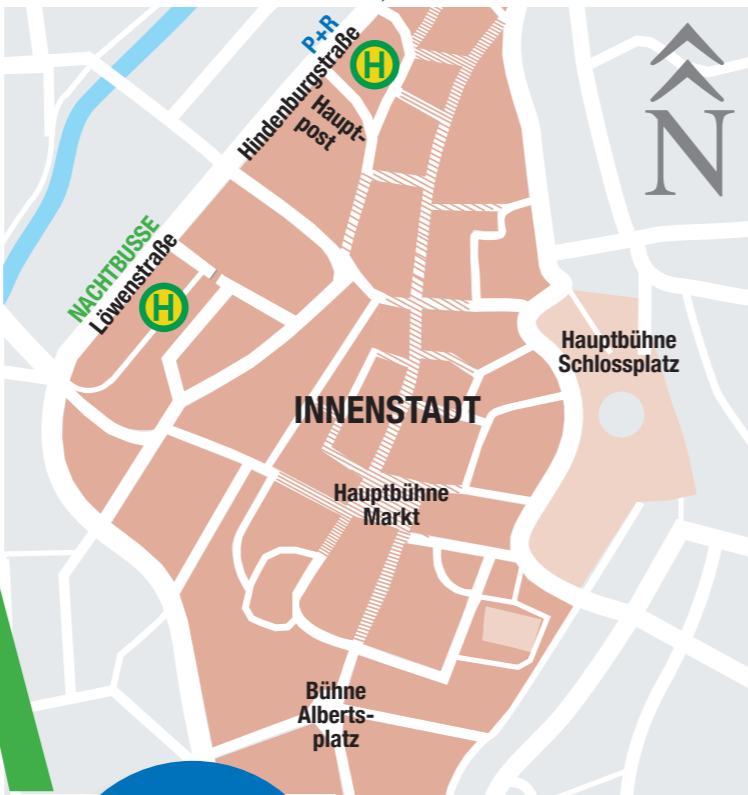 P+R
Hindenburgstraße
H
Haupt-
post
N
NACHTBUSSE
Löwenstraße
H
Hauptbühne
Schlossplatz
INNENSTADT
Hauptbühne
Markt
Bühne
Alberts-
platz